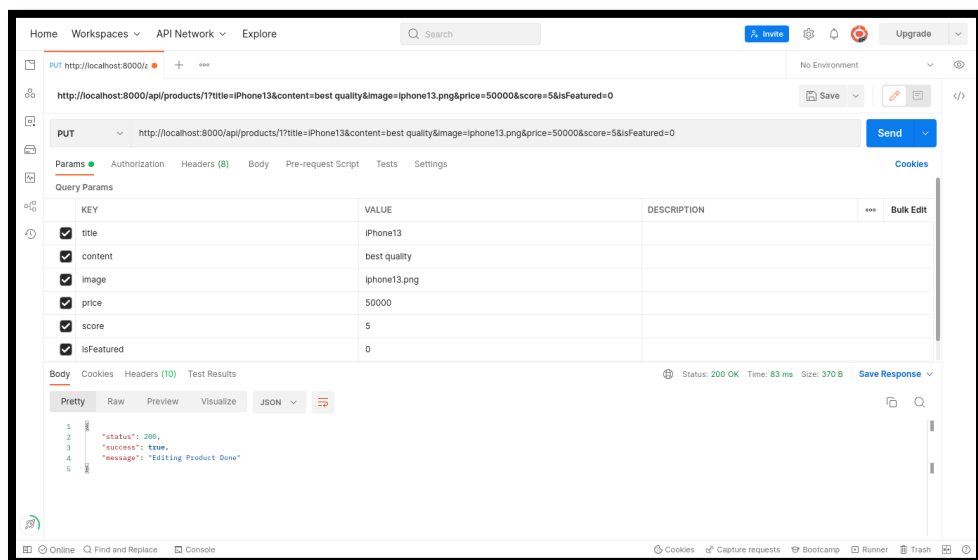 Home Workspaces API Network Explore Search Invite Upgrade
PUT http://localhost:8000/a No Environment
http://localhost:8000/api/products/1?title=iPhone13&content=best quality&image=iphone13.png&price=50000&score=5&isFeatured=0 Save
PUT http://localhost:8000/api/products/1?title=iPhone13&content=best quality&image=iphone13.png&price=50000&score=5&isFeatured=0 Send
Params Authorization Headers (8) Body Pre-request Script Tests Settings Cookies
Query Params
KEY VALUE DESCRIPTION Bulk Edit
title iPhone13
content best quality
image iphone13.png
price 50000
score 5
isFeatured 0
Body Cookies Headers (10) Test Results Status: 200 OK Time: 83 ms Size: 370 B Save Response
Pretty Raw Preview Visualize JSON
1 {
2 "status": 200,
3 "success": true,
4 "message": "Editing Product Done"
5 }
Online Find and Replace Console Cookies Capture requests Bootcamp Runner Trash